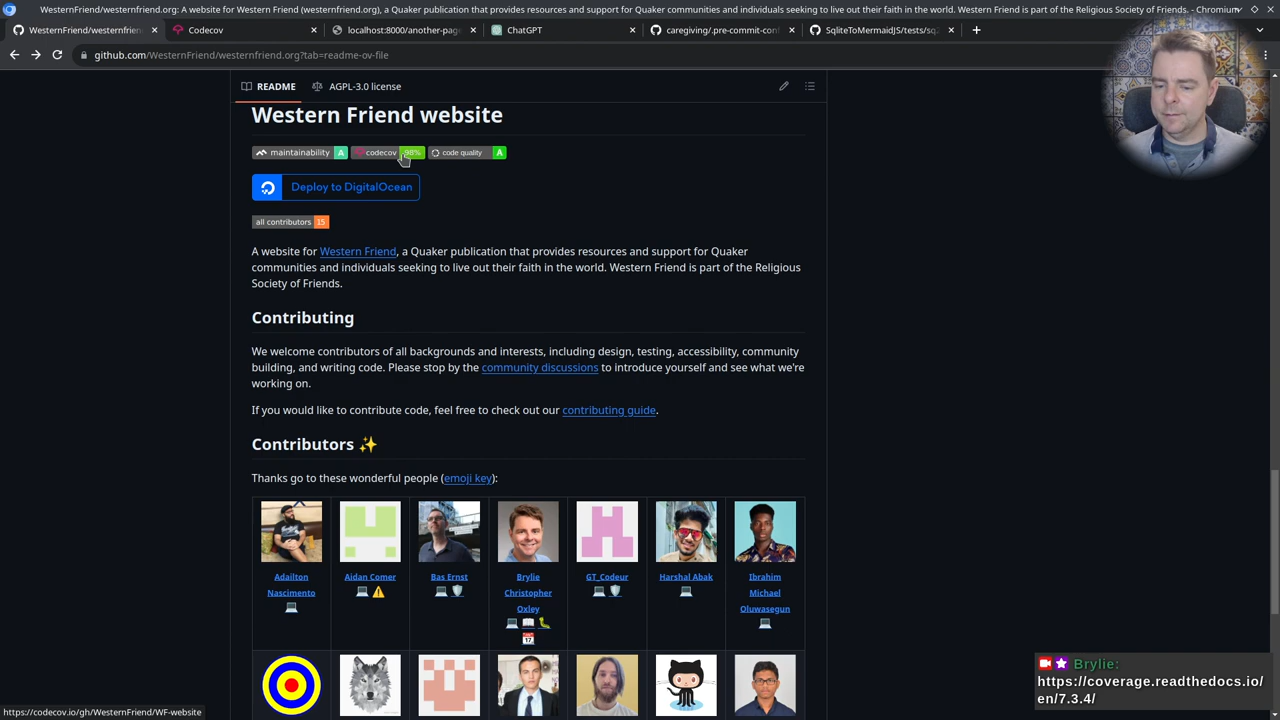 WesternFriend/westernfriend.org: A website for Western Friend (westernfriend.org), a Quaker publication that provides resources and support for Quaker communities and individuals seeking to live out their faith in the world. Western Friend is part of the Religious Society of Friends. - Chromium
WesternFriend/westernfrien
Codecov
localhost:8000/another-page
ChatGPT
caregiving/.pre-commit-conf
SqliteToMermaidJS/tests/sq
github.com/WesternFriend/westernfriend.org?tab=readme-ov-file
README
AGPL-3.0 license
Western Friend website
maintainability A
codecov 98%
code quality A
Deploy to DigitalOcean
all contributors 15
A website for Western Friend, a Quaker publication that provides resources and support for Quaker
communities and individuals seeking to live out their faith in the world. Western Friend is part of the Religious
Society of Friends.
Contributing
We welcome contributors of all backgrounds and interests, including design, testing, accessibility, community
building, and writing code. Please stop by the community discussions to introduce yourself and see what we're
working on.
If you would like to contribute code, feel free to check out our contributing guide.
Contributors ✨
Thanks go to these wonderful people (emoji key):
Adailton
Nascimento
Aidan Comer
Bas Ernst
Brylie
Christopher
Oxley
GT_Codeur
Harshal Abak
Ibrahim
Michael
Oluwasegun
Brylie:
https://coverage.readthedocs.io/
en/7.3.4/
https://codecov.io/gh/WesternFriend/WF-website